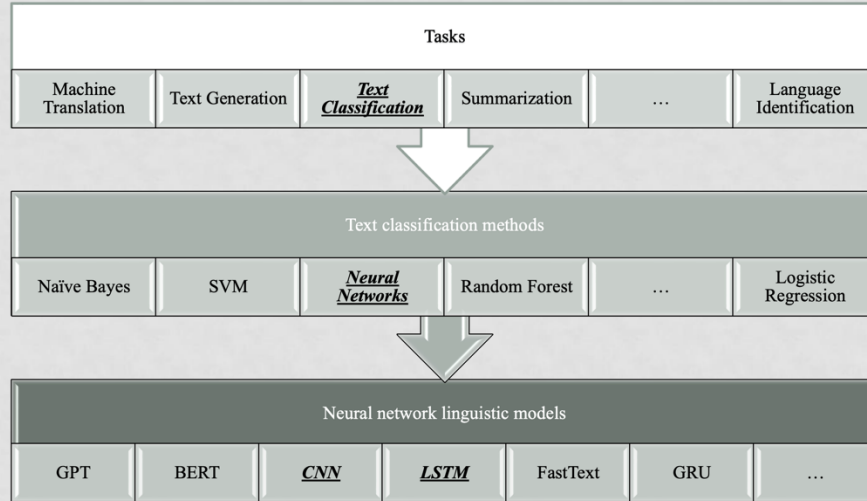 Tasks
Machine
Translation
Text Generation
Text
Classification
Summarization
…
Language
Identification
Text classification methods
Naïve Bayes
SVM
Neural
Networks
Random Forest
…
Logistic
Regression
Neural network linguistic models
GPT
BERT
CNN
LSTM
FastText
GRU
…